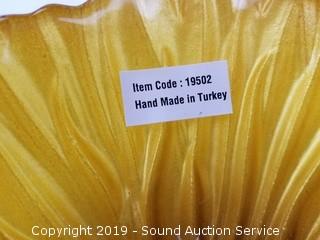 Item Code : 19502
Hand Made in Turkey
Copyright 2019 - Sound Auction Service